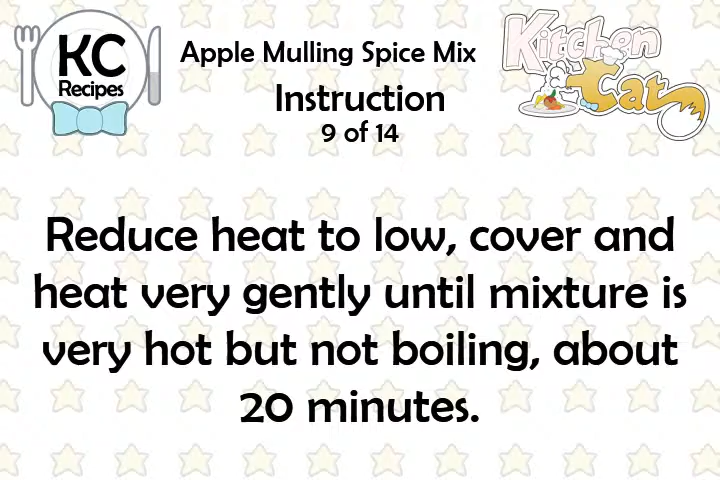 KC
Recipes
Apple Mulling Spice Mix
Instruction
9 of 14
Kitchen
Cat
Reduce heat to low, cover and
heat very gently until mixture is
very hot but not boiling, about
20 minutes.